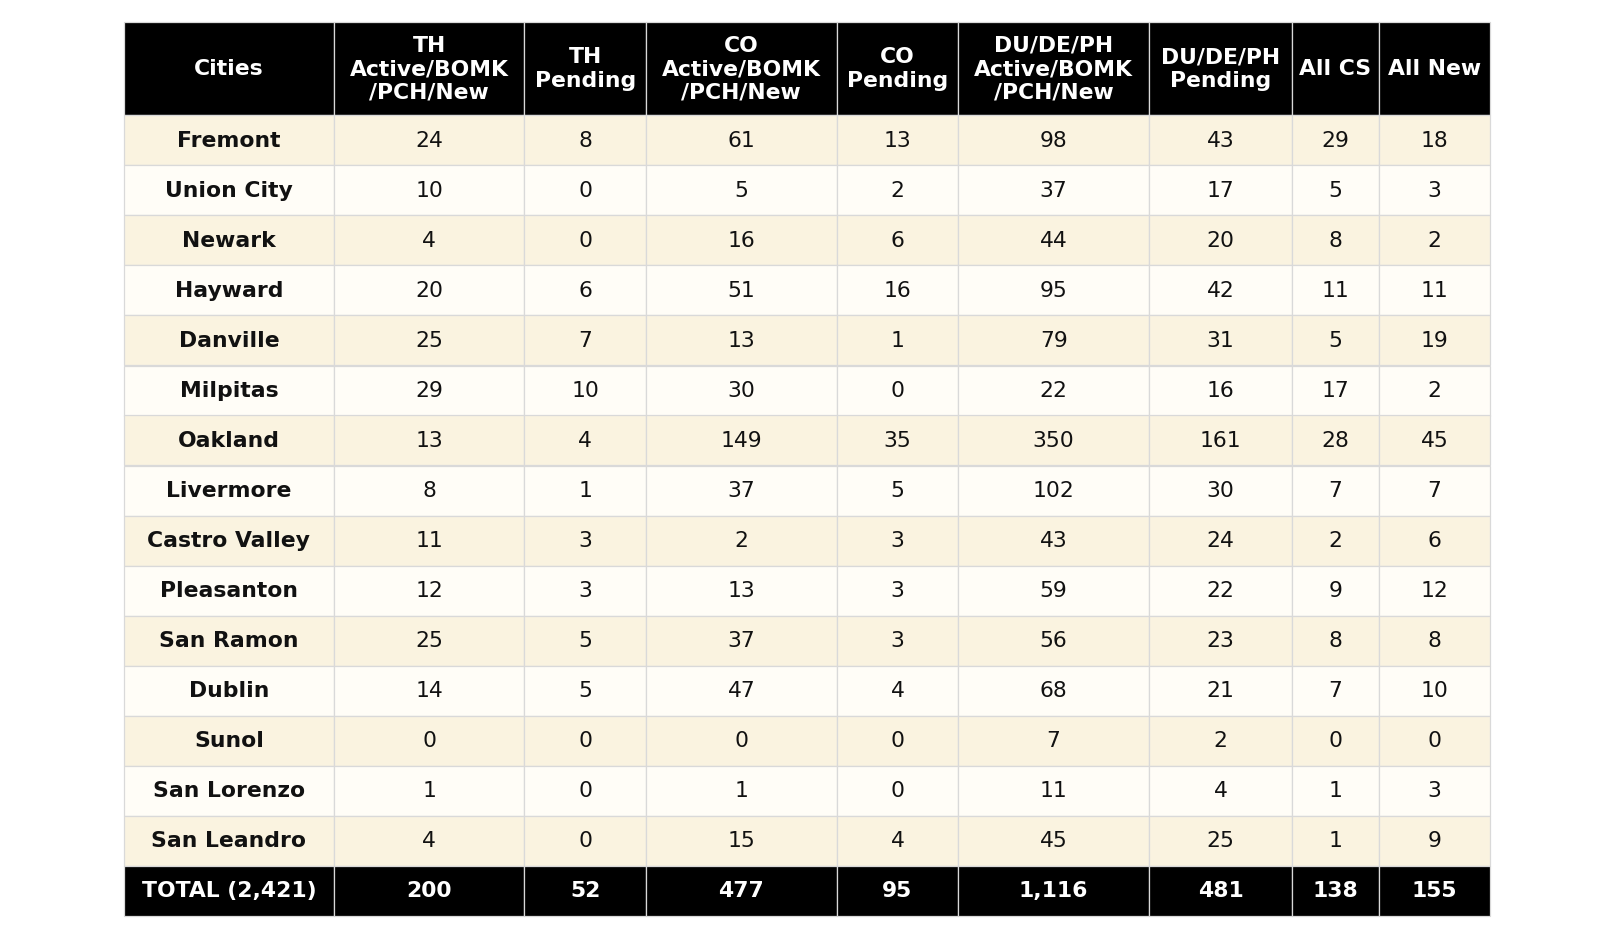 Cities TH Active/BOMK /PCH/New TH Pending CO Active/BOMK /PCH/New CO Pending DU/DE/PH Active/BOMK /PCH/New DU/DE/PH Pending All CS All New
Fremont 24 8 61 13 98 43 29 18
Union City 10 0 5 2 37 17 5 3
Newark 4 0 16 6 44 20 8 2
Hayward 20 6 51 16 95 42 11 11
Danville 25 7 13 1 79 31 5 19
Milpitas 29 10 30 0 22 16 17 2
Oakland 13 4 149 35 350 161 28 45
Livermore 8 1 37 5 102 30 7 7
Castro Valley 11 3 2 3 43 24 2 6
Pleasanton 12 3 13 3 59 22 9 12
San Ramon 25 5 37 3 56 23 8 8
Dublin 14 5 47 4 68 21 7 10
Sunol 0 0 0 0 7 2 0 0
San Lorenzo 1 0 1 0 11 4 1 3
San Leandro 4 0 15 4 45 25 1 9
TOTAL (2,421) 200 52 477 95 1,116 481 138 155